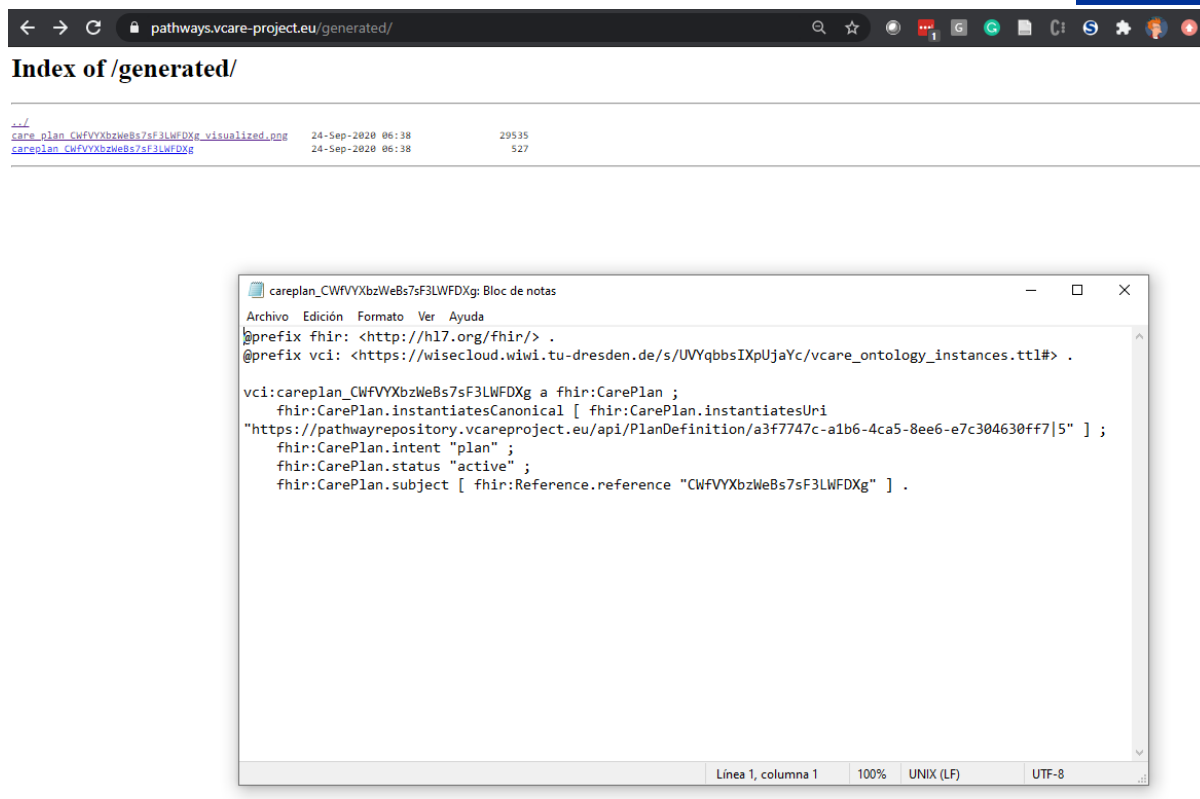 pathways.vcare-project.eu/generated/
1
G
G
S
Index of /generated/
../
care_plan_CWfVYXbzWeBs7sF3LWFDXg_visualized.png 24-Sep-2020 06:38 29535
careplan_CWfVYXbzWeBs7sF3LWFDXg 24-Sep-2020 06:38 527
careplan_CWfVYXbzWeBs7sF3LWFDXg: Bloc de notas
Archivo Edición Formato Ver Ayuda
@prefix fhir: <http://hl7.org/fhir/> .
@prefix vci: <https://wisecloud.wiwi.tu-dresden.de/s/UVYqbbsIXpUjaYc/vcare_ontology_instances.ttl#> .
vci:careplan_CWfVYXbzWeBs7sF3LWFDXg a fhir:CarePlan ;
fhir:CarePlan.instantiatesCanonical [ fhir:CarePlan.instantiatesUri
"https://pathwayrepository.vcareproject.eu/api/PlanDefinition/a3f7747c-a1b6-4ca5-8ee6-e7c304630ff7|5" ] ;
fhir:CarePlan.intent "plan" ;
fhir:CarePlan.status "active" ;
fhir:CarePlan.subject [ fhir:Reference.reference "CWfVYXbzWeBs7sF3LWFDXg" ] .
Línea 1, columna 1 100% UNIX (LF) UTF-8